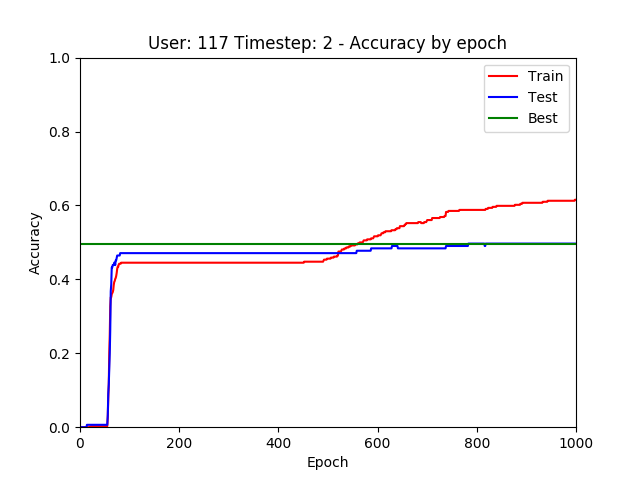 User: 117 Timestep: 2 - Accuracy by epoch
1.0
0.8
0.6
0.4
0.2
0.0
Accuracy
Train
Test
Best
0 200 400 600 800 1000
Epoch